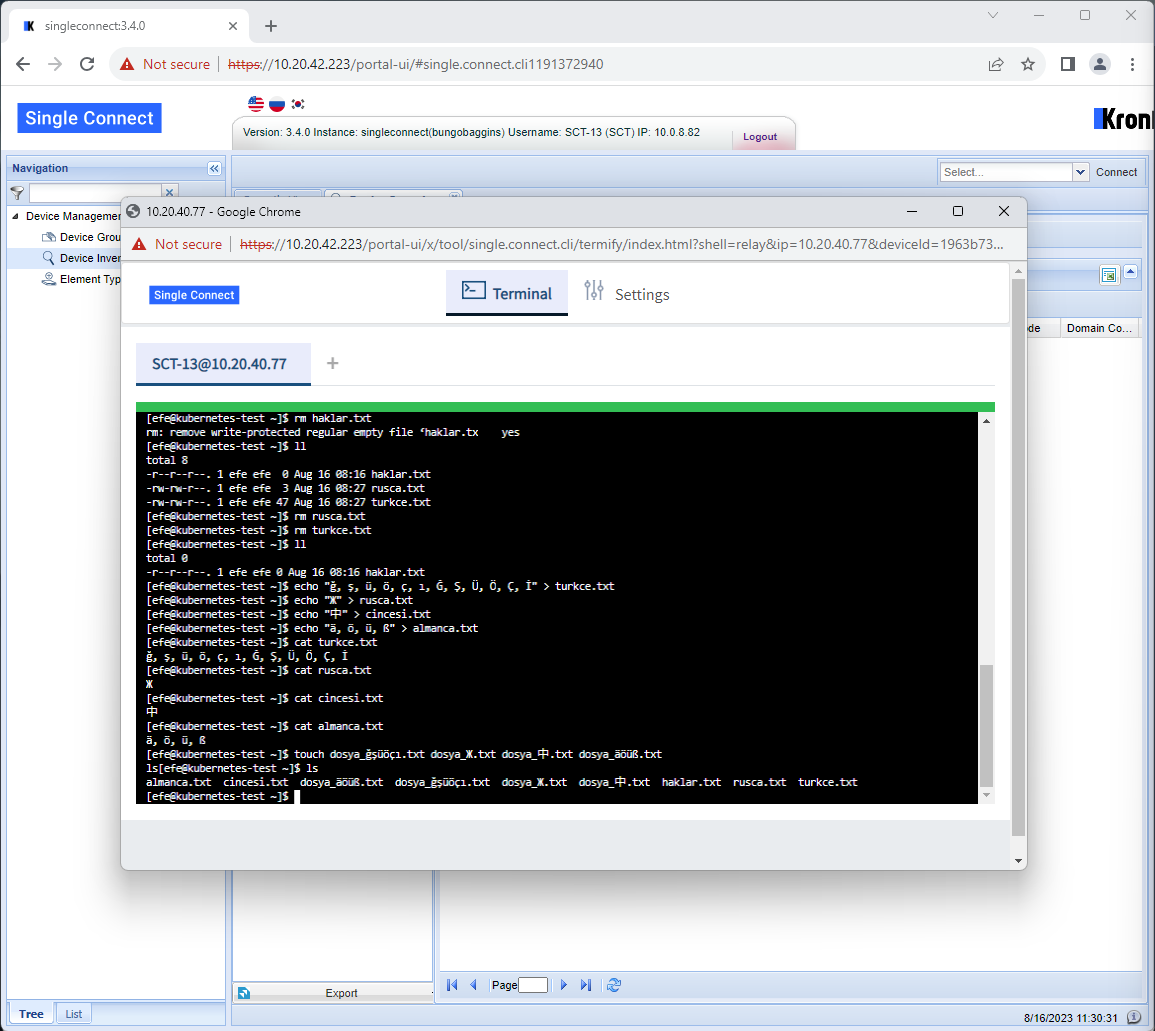 singleconnect:3.4.0
Not secure https://10.20.42.223/portal-ui/#single.connect.cli1191372940
Single Connect
Version: 3.4.0 Instance: singleconnect(bungobaggins) Username: SCT-13 (SCT) IP: 10.0.8.82
Logout
Kron
Navigation
Select...
Connect
Device Managemen
Device Grou
Device Inven
Element Typ
10.20.40.77 - Google Chrome
Not secure https://10.20.42.223/portal-ui/x/tool/single.connect.cli/termify/index.html?shell=relay&ip=10.20.40.77&deviceId=1963b73...
Single Connect
Terminal
Settings
de
Domain Co...
SCT-13@10.20.40.77
[efe@kubernetes-test ~]$ rm haklar.txt
rm: remove write-protected regular empty file ‘haklar.tx    yes
[efe@kubernetes-test ~]$ ll
total 8
-r--r--r--. 1 efe efe  0 Aug 16 08:16 haklar.txt
-rw-rw-r--. 1 efe efe  3 Aug 16 08:27 rusca.txt
-rw-rw-r--. 1 efe efe 47 Aug 16 08:27 turkce.txt
[efe@kubernetes-test ~]$ rm rusca.txt
[efe@kubernetes-test ~]$ rm turkce.txt
[efe@kubernetes-test ~]$ ll
total 0
-r--r--r--. 1 efe efe 0 Aug 16 08:16 haklar.txt
[efe@kubernetes-test ~]$ echo "ğ, ş, ü, ö, ç, ı, Ğ, Ş, Ü, Ö, Ç, İ" > turkce.txt
[efe@kubernetes-test ~]$ echo "Ж" > rusca.txt
[efe@kubernetes-test ~]$ echo "中" > cincesi.txt
[efe@kubernetes-test ~]$ echo "ä, ö, ü, ß" > almanca.txt
[efe@kubernetes-test ~]$ cat turkce.txt
ğ, ş, ü, ö, ç, ı, Ğ, Ş, Ü, Ö, Ç, İ
[efe@kubernetes-test ~]$ cat rusca.txt
Ж
[efe@kubernetes-test ~]$ cat cincesi.txt
中
[efe@kubernetes-test ~]$ cat almanca.txt
ä, ö, ü, ß
[efe@kubernetes-test ~]$ touch dosya_ğşüöçı.txt dosya_Ж.txt dosya_中.txt dosya_äöüß.txt
ls[efe@kubernetes-test ~]$ ls
almanca.txt  cincesi.txt  dosya_äöüß.txt  dosya_ğşüöçı.txt  dosya_Ж.txt  dosya_中.txt  haklar.txt  rusca.txt  turkce.txt
[efe@kubernetes-test ~]$
Page
Export
Tree
List
8/16/2023 11:30:31